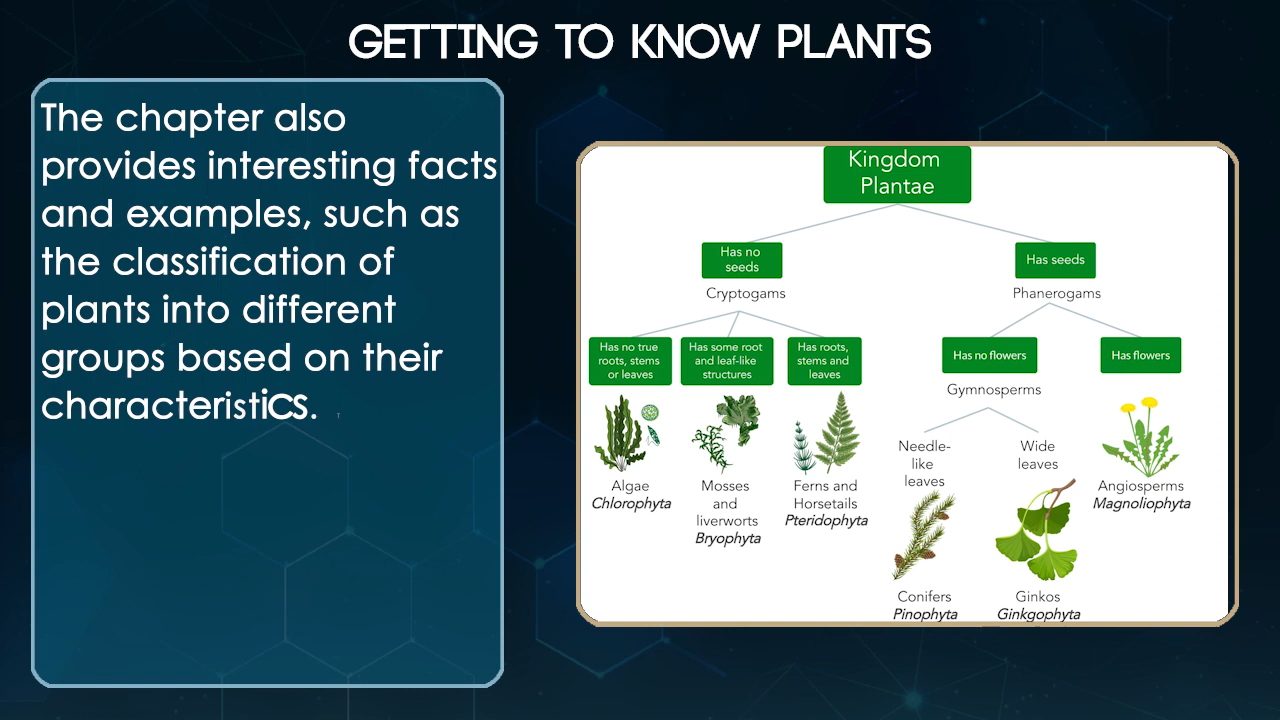 GETTING TO KNOW PLANTS
The chapter also
provides interesting facts
and examples, such as
the classification of
plants into different
groups based on their
characteristics.
Kingdom
Plantae
Has no
seeds
Cryptogams
Has seeds
Phanerogams
Has no true
roots, stems
or leaves
Has some root
and leaf-like
structures
Has roots,
stems and
leaves
Has no flowers
Gymnosperms
Has flowers
Needle-
like
leaves
Wide
leaves
Algae
Chlorophyta
Mosses
and
liverworts
Bryophyta
Ferns and
Horsetails
Pteridophyta
Angiosperms
Magnoliophyta
Conifers
Pinophyta
Ginkos
Ginkgophyta